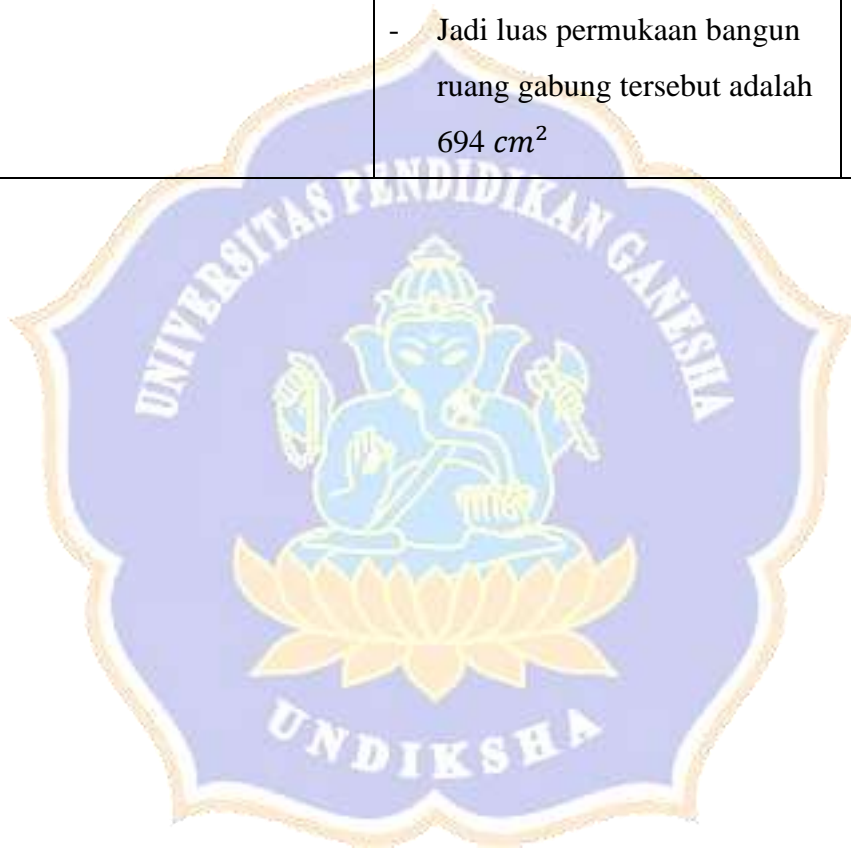 - Jadi luas permukaan bangun
ruang gabung tersebut adalah
694 𝑐𝑚²
UNIVERSITAS PENDIDIKAN GANESHA
UNDIKSHA